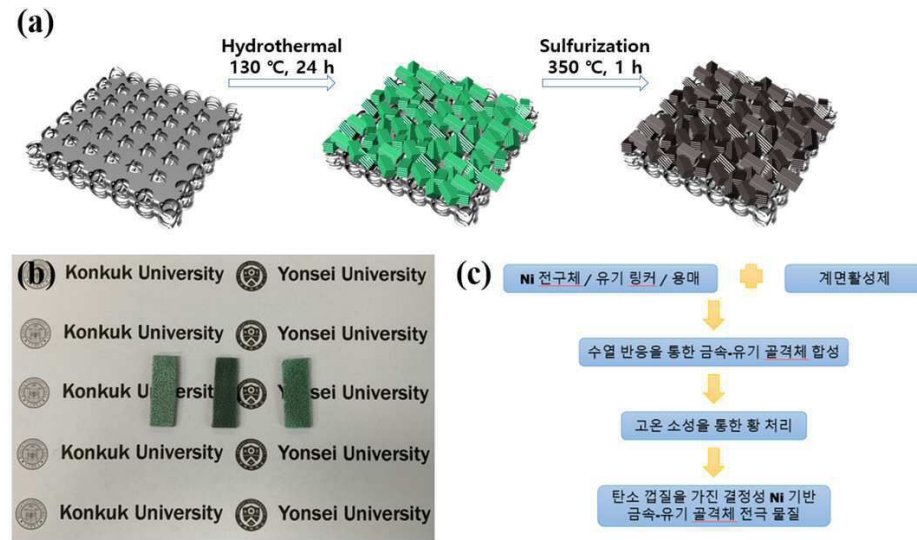 (a)
Hydrothermal
130 ℃, 24 h
Sulfurization
350 ℃, 1 h
(b)
Konkuk University Yonsei University
Konkuk University Yonsei University
Konkuk University Yonsei University
Konkuk University Yonsei University
Konkuk University Yonsei University
(c)
Ni 전구체 / 유기 링커 / 용매
계면활성제
수열 반응을 통한 금속-유기 골격체 합성
고온 소성을 통한 황 처리
탄소 껍질을 가진 결정성 Ni 기반
금속-유기 골격체 전극 물질